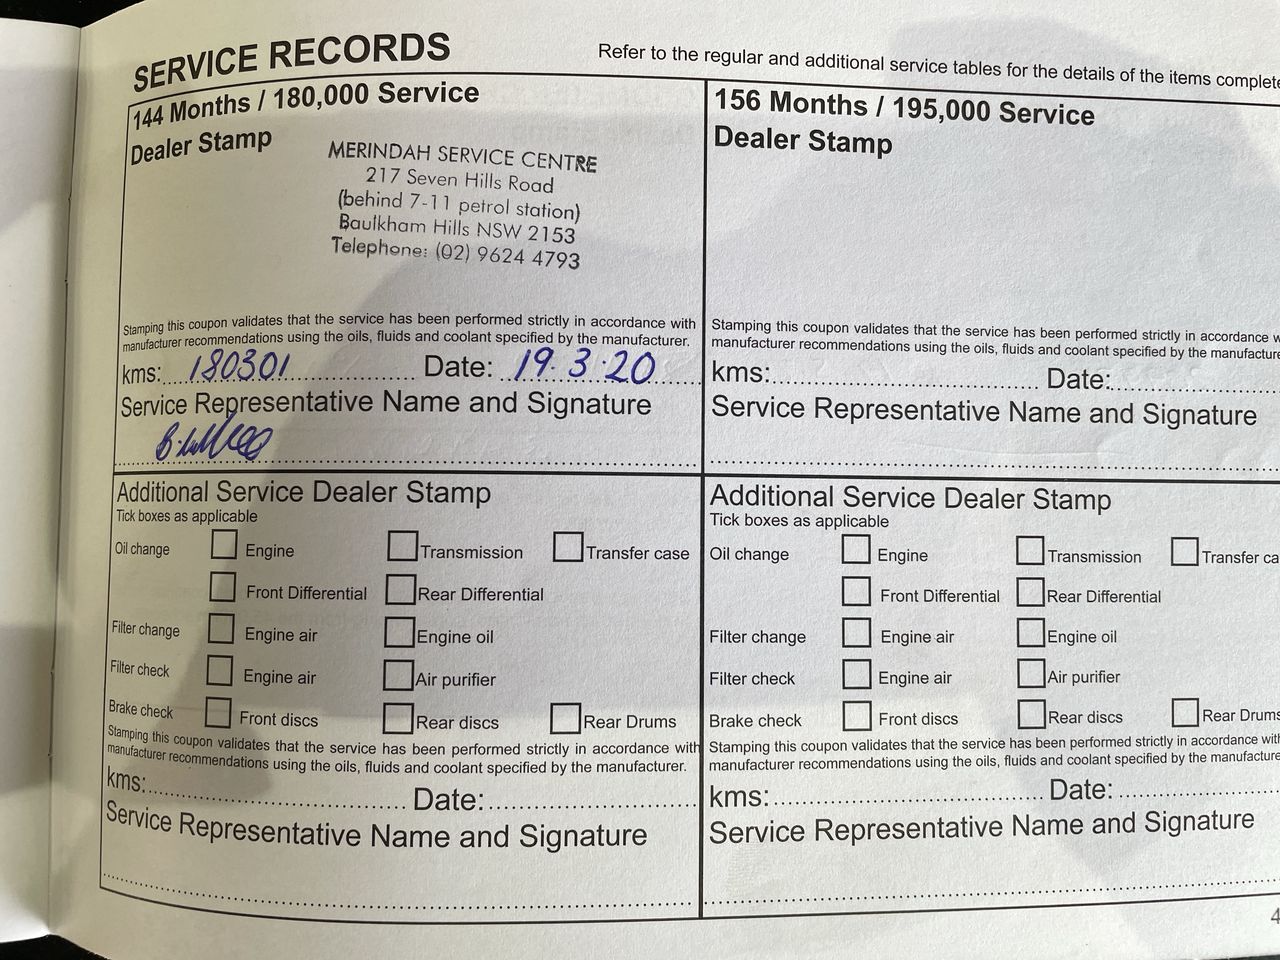 SERVICE RECORDS
Refer to the regular and additional service tables for the details of the items complete
144 Months / 180,000 Service
Dealer Stamp
MERINDAH SERVICE CENTRE
217 Seven Hills Road
(behind 7-11 petrol station)
Baulkham Hills NSW 2153
Telephone: (02) 9624 4793
Stamping this coupon validates that the service has been performed strictly in accordance with
manufacturer recommendations using the oils, fluids and coolant specified by the manufacturer.
kms: 180301 Date: 19.3.20
Service Representative Name and Signature
Additional Service Dealer Stamp
Tick boxes as applicable
Oil change Engine Transmission Transfer case
Front Differential Rear Differential
Filter change Engine air Engine oil
Filter check Engine air Air purifier
Brake check Front discs Rear discs Rear Drums
Stamping this coupon validates that the service has been performed strictly in accordance with
manufacturer recommendations using the oils, fluids and coolant specified by the manufacturer.
kms: Date:
Service Representative Name and Signature
156 Months / 195,000 Service
Dealer Stamp
Stamping this coupon validates that the service has been performed strictly in accordance w
manufacturer recommendations using the oils, fluids and coolant specified by the manufacture
kms: Date:
Service Representative Name and Signature
Additional Service Dealer Stamp
Tick boxes as applicable
Oil change Engine Transmission Transfer ca
Front Differential Rear Differential
Filter change Engine air Engine oil
Filter check Engine air Air purifier
Brake check Front discs Rear discs Rear Drums
Stamping this coupon validates that the service has been performed strictly in accordance with
manufacturer recommendations using the oils, fluids and coolant specified by the manufacture
kms: Date:
Service Representative Name and Signature
4